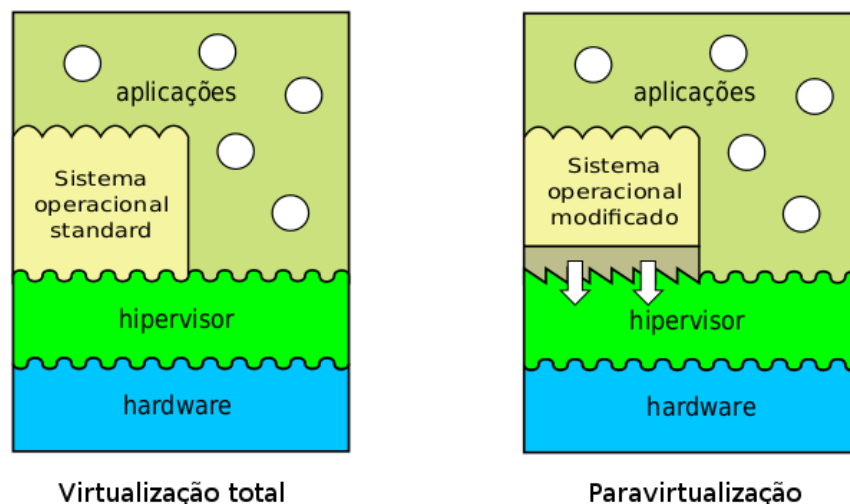 aplicações
Sistema
operacional
standard
hipervisor
hardware
Virtualização total
aplicações
Sistema
operacional
modificado
hipervisor
hardware
Paravirtualização